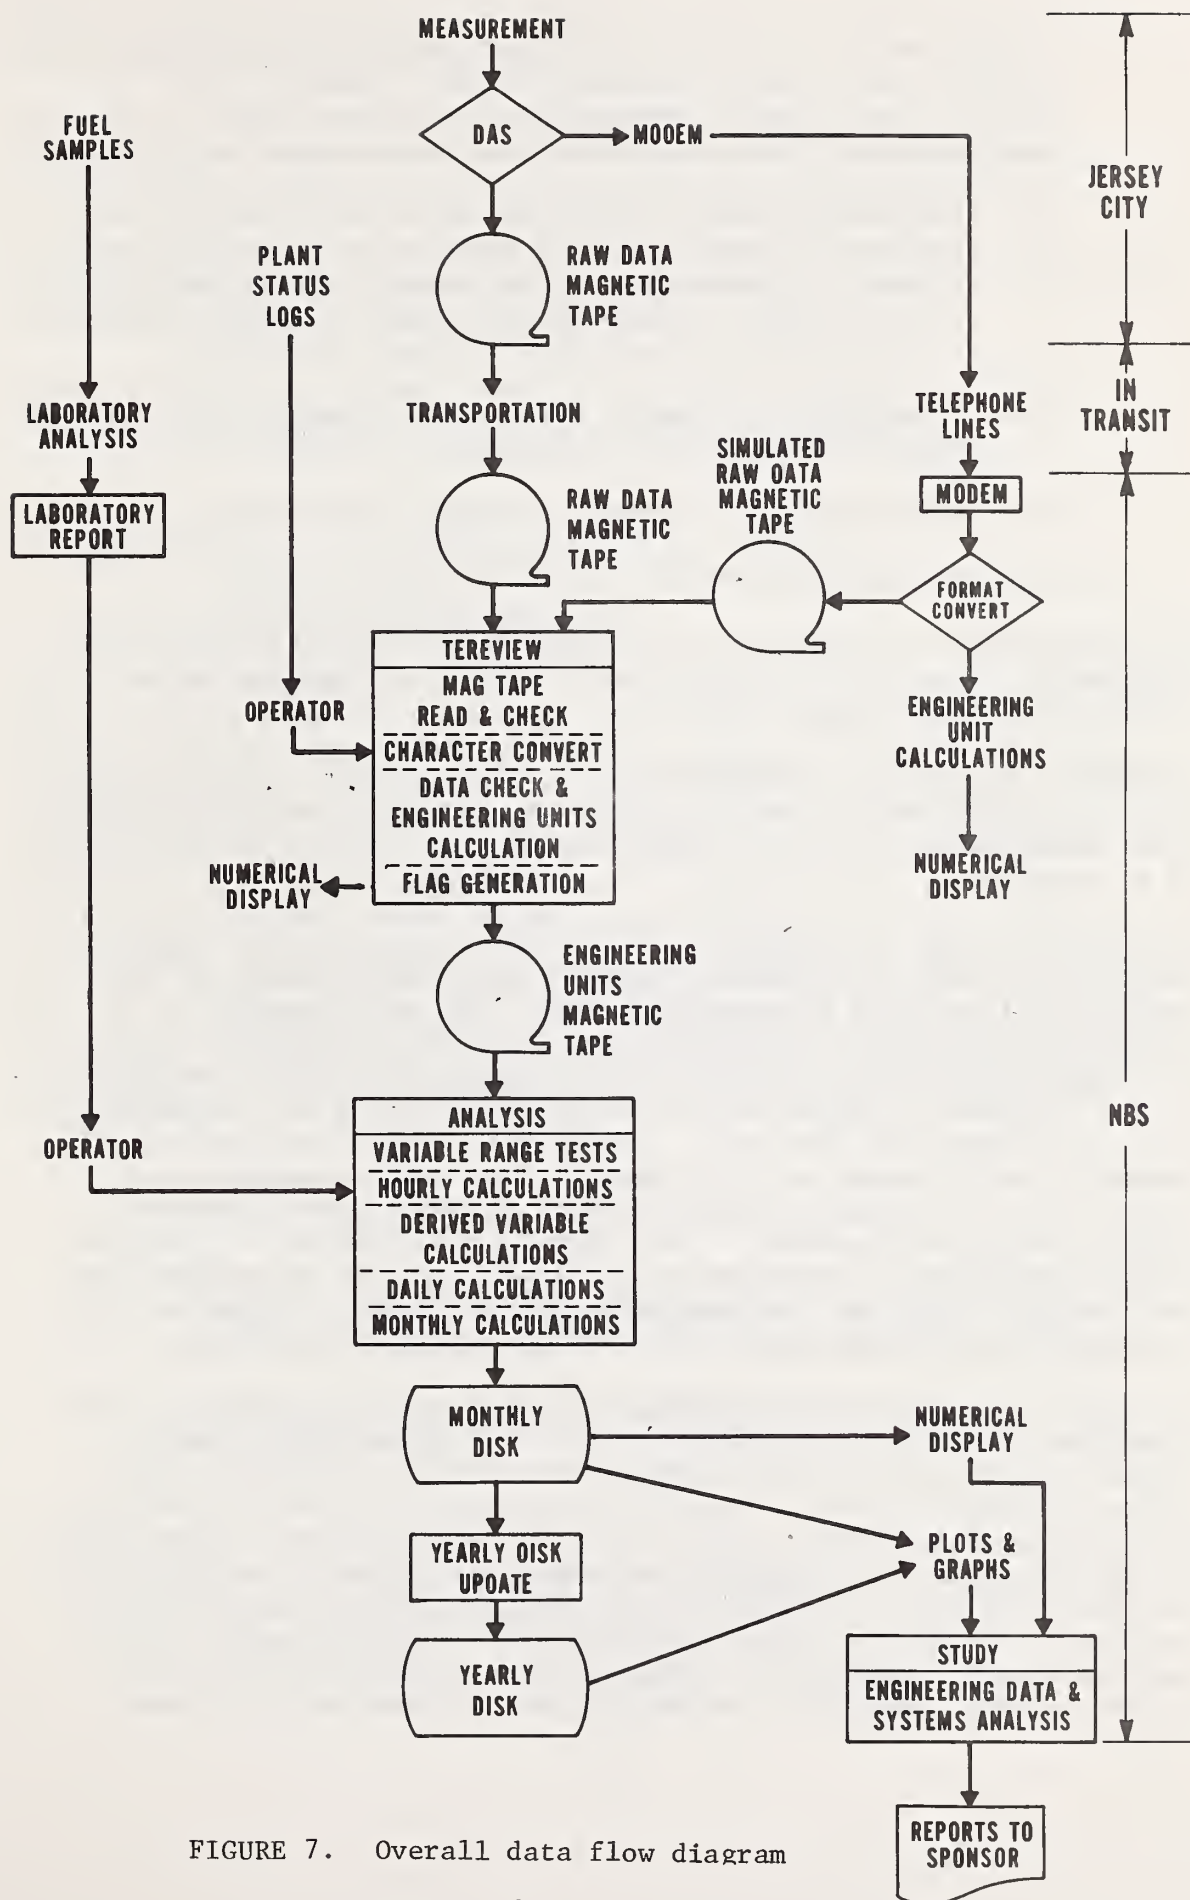 MEASUREMENT
DAS
MOOEM
FUEL
SAMPLES
JERSEY
CITY
PLANT
STATUS
LOGS
RAW DATA
MAGNETIC
TAPE
LABORATORY
ANALYSIS
TRANSPORTATION
TELEPHONE
LINES
IN
TRANSIT
SIMULATED
RAW OATA
MAGNETIC
TAPE
MODEM
LABORATORY
REPORT
RAW DATA
MAGNETIC
TAPE
FORMAT
CONVERT
TEREVIEW
MAG TAPE
READ & CHECK
CHARACTER CONVERT
DATA CHECK &
ENGINEERING UNITS
CALCULATION
FLAG GENERATION
OPERATOR
ENGINEERING
UNIT
CALCULATIONS
NUMERICAL
DISPLAY
NUMERICAL
DISPLAY
ENGINEERING
UNITS
MAGNETIC
TAPE
NBS
OPERATOR
ANALYSIS
VARIABLE RANGE TESTS
HOURLY CALCULATIONS
DERIVED VARIABLE
CALCULATIONS
DAILY CALCULATIONS
MONTHLY CALCULATIONS
MONTHLY
DISK
NUMERICAL
DISPLAY
YEARLY OISK
UPOATE
PLOTS &
GRAPHS
YEARLY
DISK
STUDY
ENGINEERING DATA &
SYSTEMS ANALYSIS
REPORTS TO
SPONSOR
FIGURE 7. Overall data flow diagram